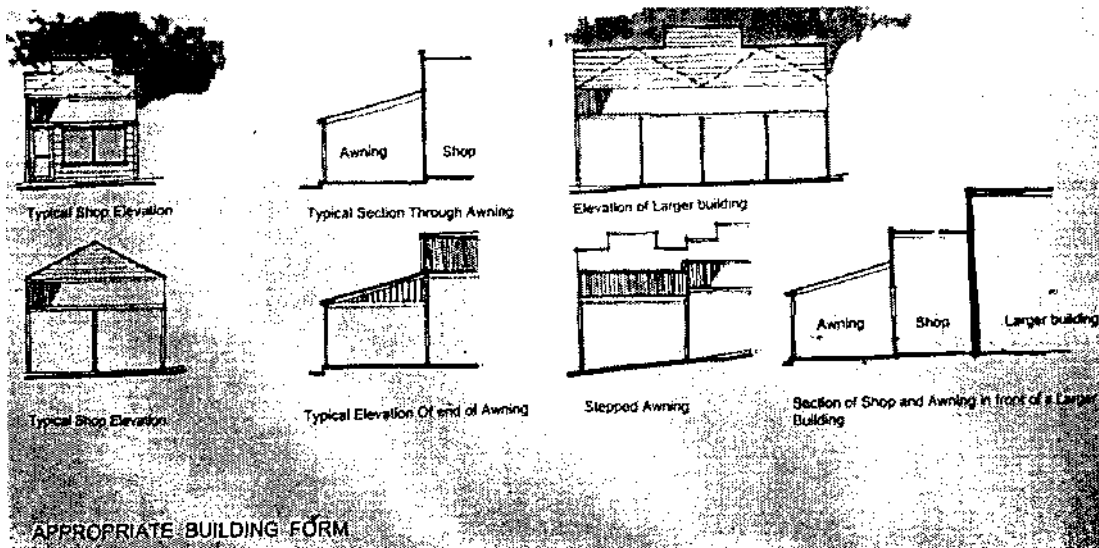 Awning
Shop
Typical Shop Elevation
Typical Section Through Awning
Elevation of Larger building
Awning
Shop
Larger building
Typical Shop Elevation
Typical Elevation Of end of Awning
Stepped Awning
Section of Shop and Awning in front of a Larger
Building
APPROPRIATE BUILDING FORM